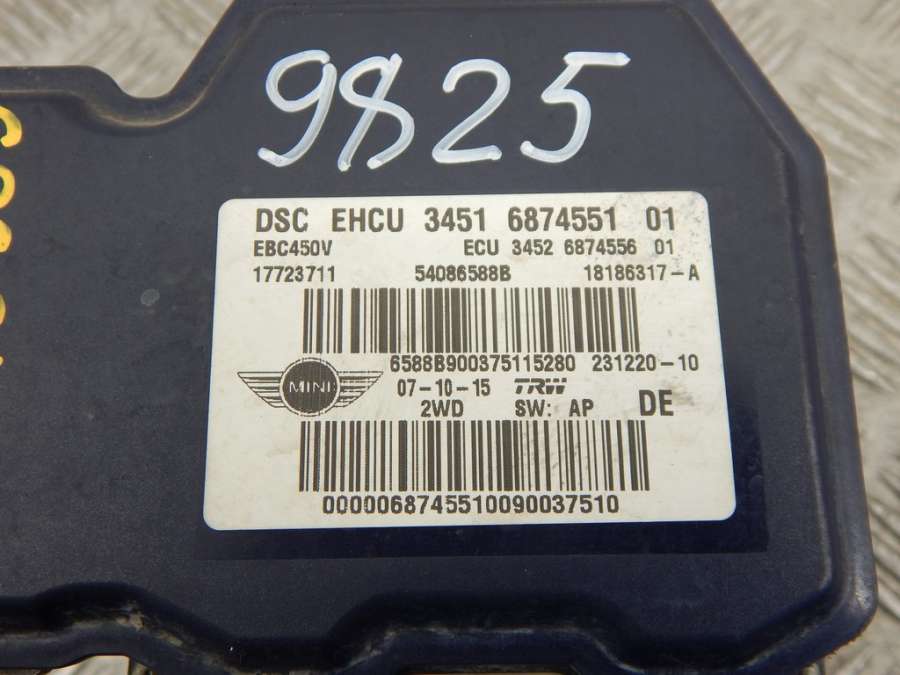 9825
DSC EHCU 3451 6874551 01
EBC450V ECU 3452 6874556 01
17723711 54086588B 18186317-A
6588B900375115280 231220-10
MINI 07-10-15 TRW
2WD SW: AP DE
0000068745510090037510